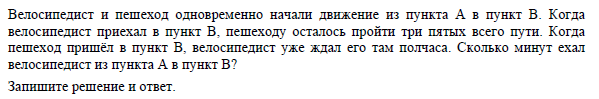 Велосипедист и пешеход одновременно начали движение из пункта А в пункт В. Когда
велосипедист приехал в пункт В, пешеходу осталось пройти три пятых всего пути. Когда
пешеход пришёл в пункт В, велосипедист уже ждал его там полчаса. Сколько минут ехал
велосипедист из пункта А в пункт В?
Запишите решение и ответ.